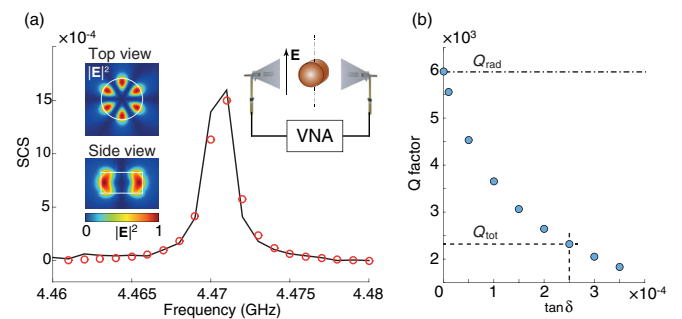 (a)
×10⁻⁴
Top view
|E|²
Side view
0 |E|² 1
E
VNA
SCS
15
10
5
0
4.46 4.465 4.47 4.475 4.48
Frequency (GHz)
(b)
×10³
Q_rad
Q_tot
Q factor
6
5
4
3
2
0 1 2 3 ×10⁻⁴
tanδ